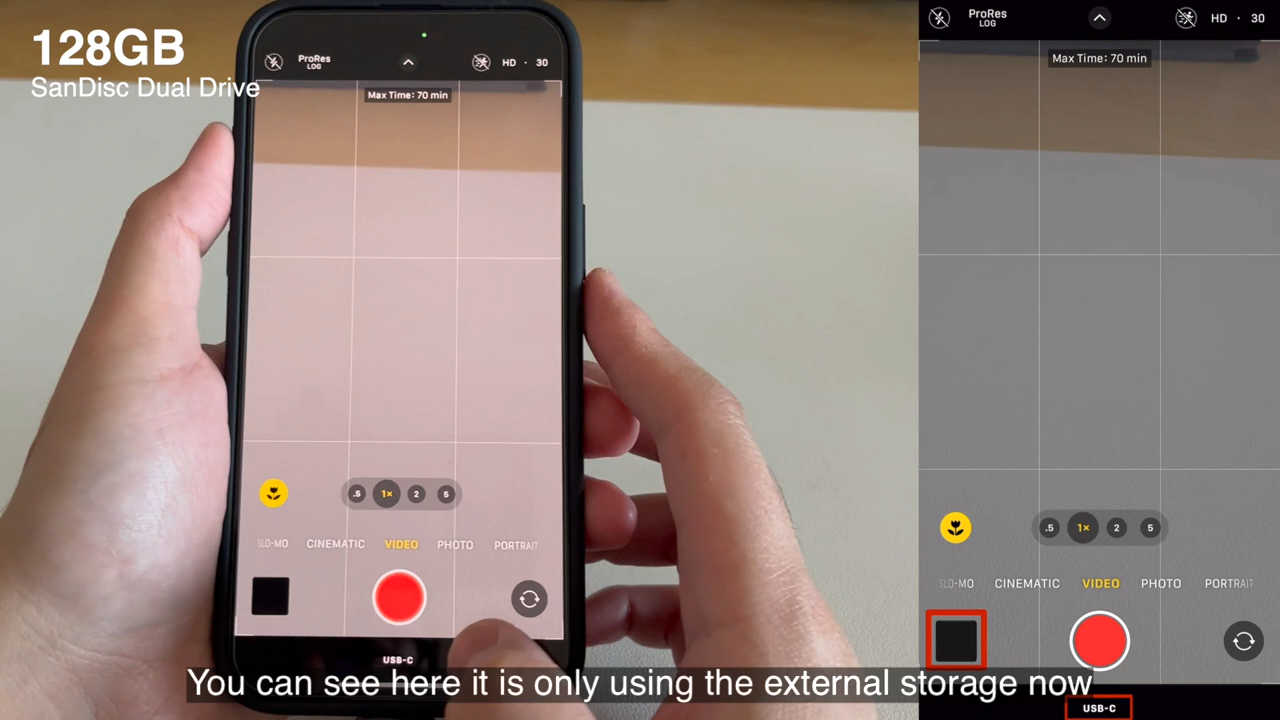 128GB
SanDisc Dual Drive
ProRes
LOG
HD · 30
Max Time: 70 min
.5 1× 2 5
SLO-MO CINEMATIC VIDEO PHOTO PORTRAIT
USB-C
ProRes
LOG
HD · 30
Max Time: 70 min
.5 1× 2 5
SLO-MO CINEMATIC VIDEO PHOTO PORTRAIT
USB-C
You can see here it is only using the external storage now